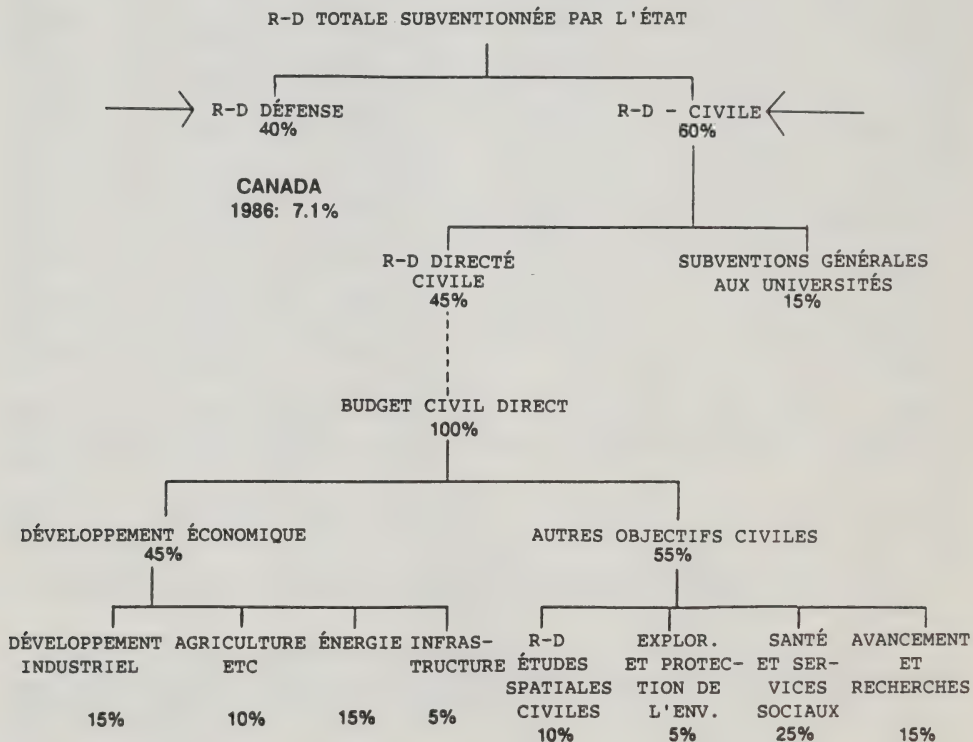 R-D TOTALE SUBVENTIONNÉE PAR L'ÉTAT
R-D DÉFENSE
40%
R-D - CIVILE
60%
CANADA
1986: 7.1%
R-D DIRECTÉ
CIVILE
45%
SUBVENTIONS GÉNÉRALES
AUX UNIVERSITÉS
15%
BUDGET CIVIL DIRECT
100%
DÉVELOPPEMENT ÉCONOMIQUE
45%
AUTRES OBJECTIFS CIVILES
55%
DÉVELOPPEMENT
INDUSTRIEL
15%
AGRICULTURE
ETC
10%
ÉNERGIE
15%
INFRAS-
TRUCTURE
5%
R-D
ÉTUDES
SPATIALES
CIVILES
10%
EXPLOR.
ET PROTEC-
TION DE
L'ENV.
5%
SANTÉ
ET SER-
VICES
SOCIAUX
25%
AVANCEMENT
ET
RECHERCHES
15%